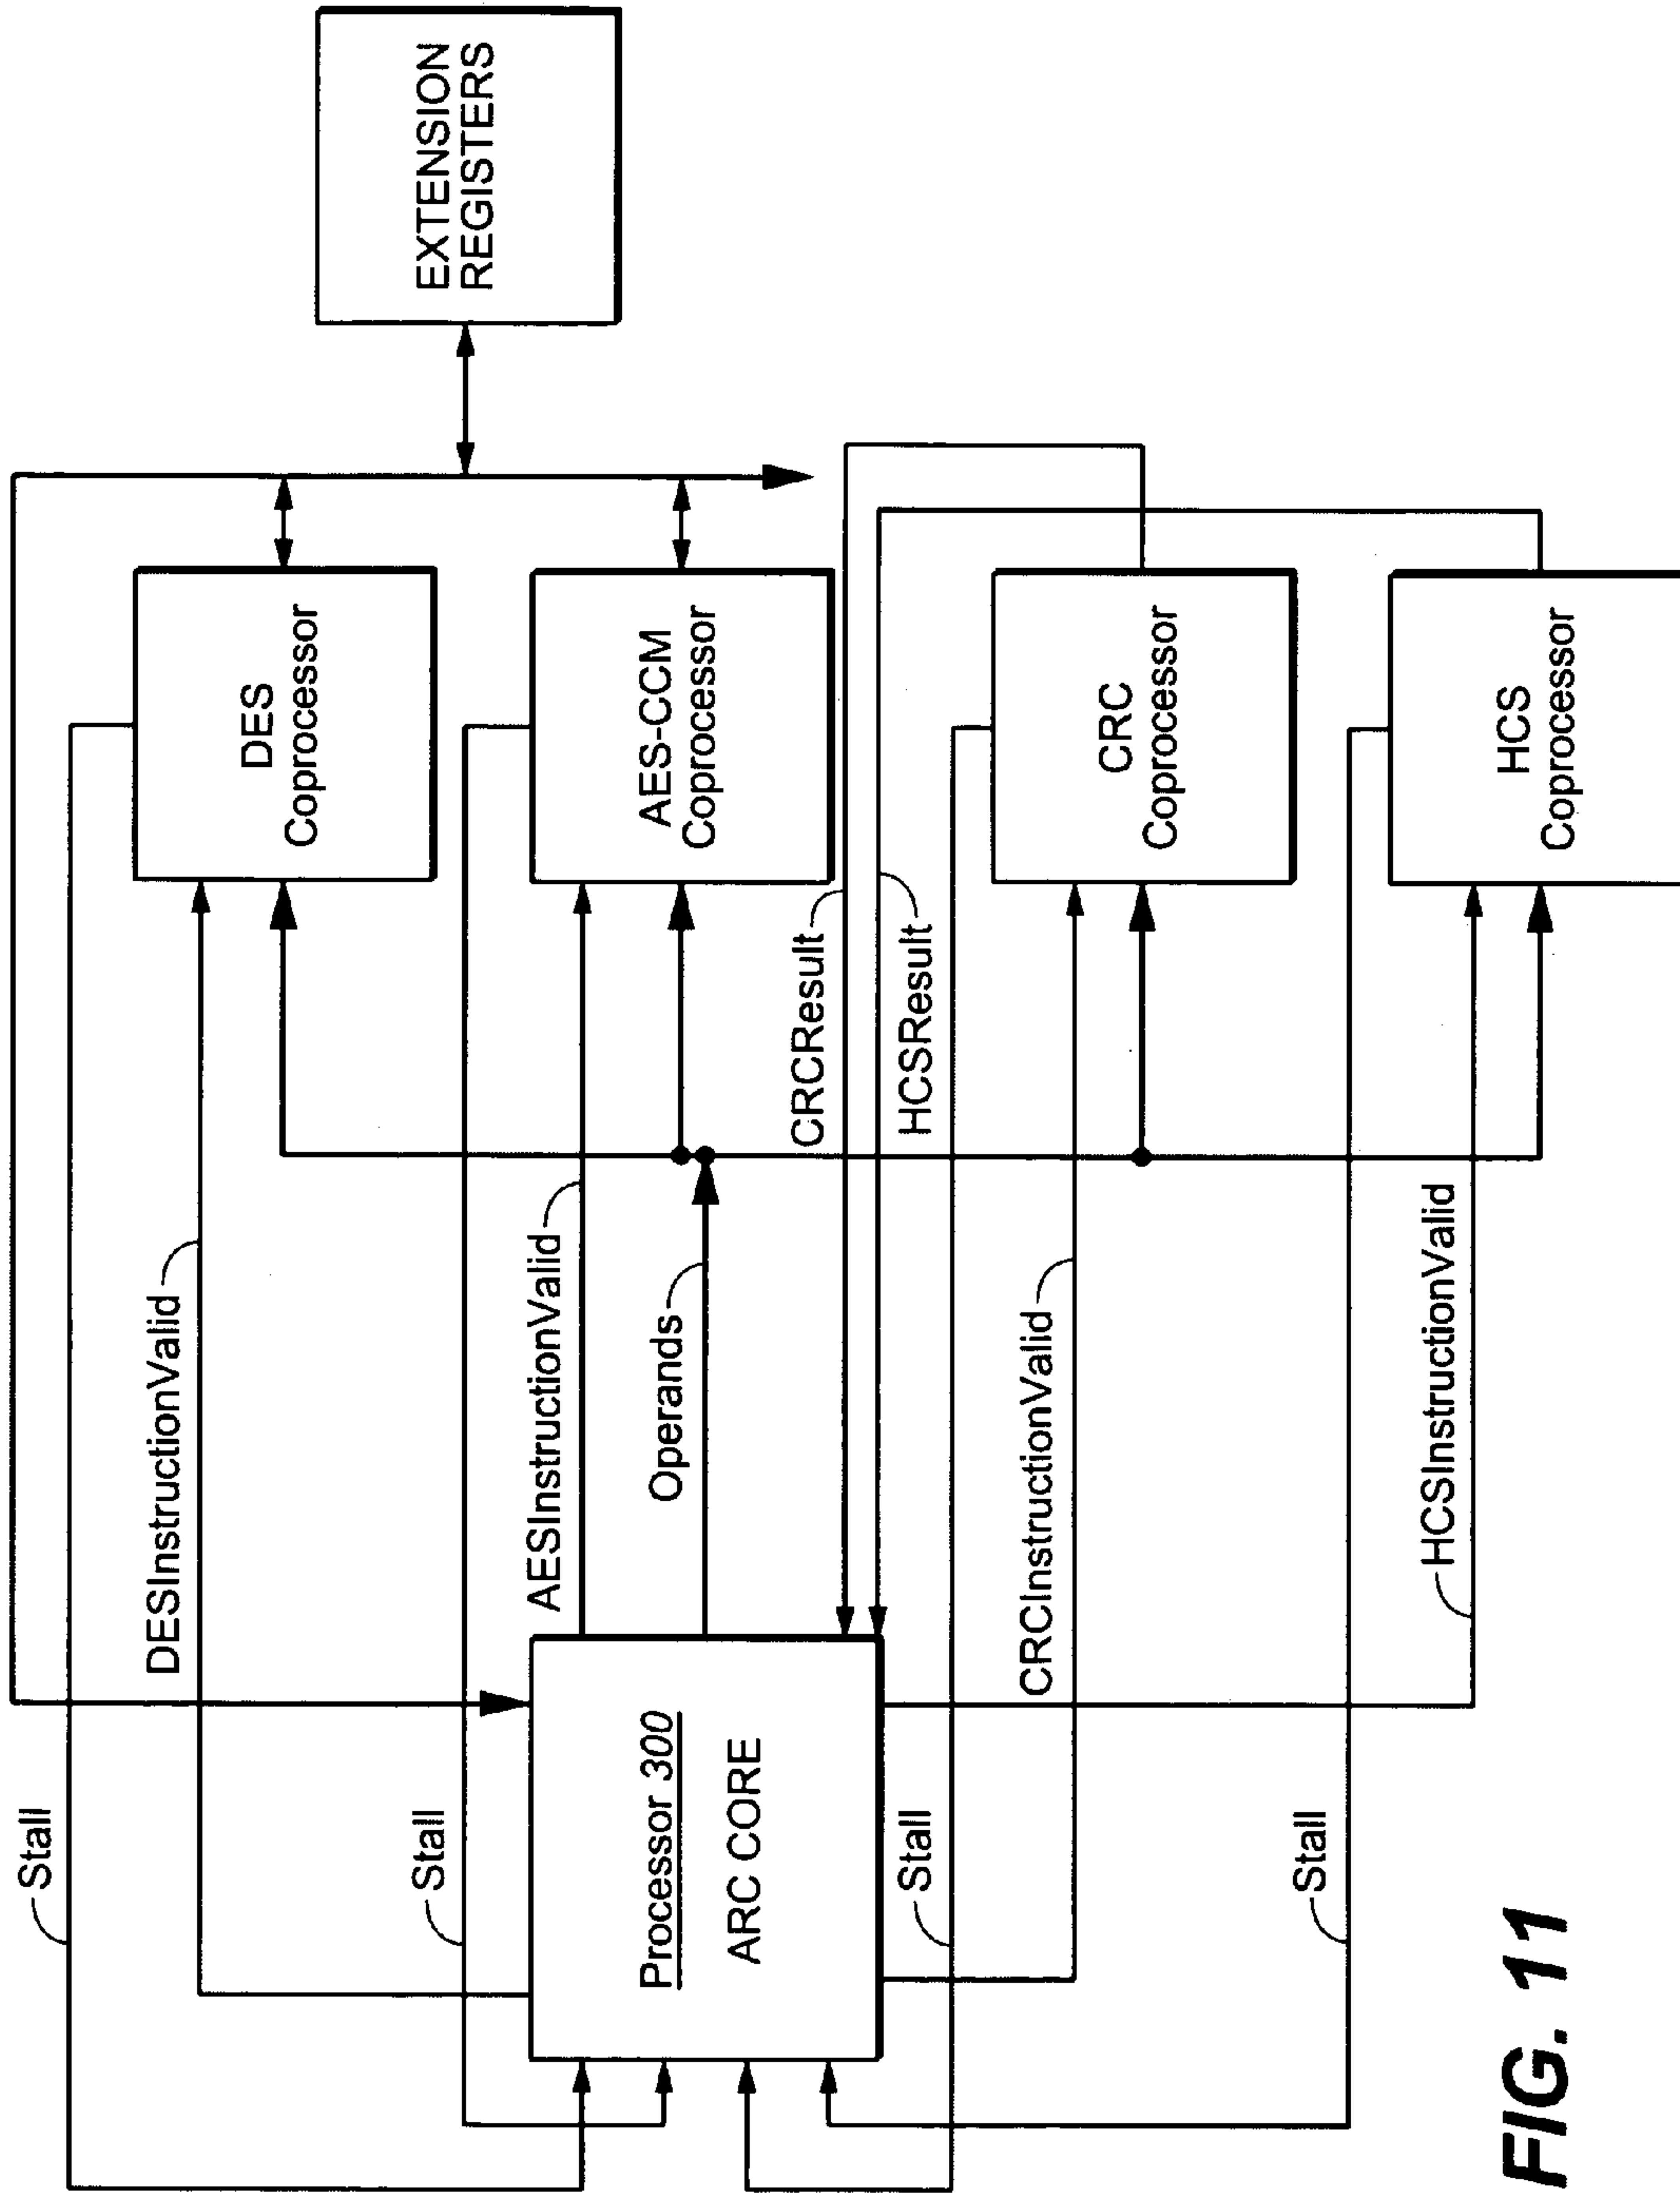 EXTENSION
REGISTERS
DES
Coprocessor
AES-CCM
Coprocessor
CRC
Coprocessor
HCS
Coprocessor
CRCResult
HCSResult
DESInstructionValid
AESInstructionValid
Operands
CRCInstructionValid
HCSInstructionValid
Processor 300
ARC CORE
Stall
Stall
Stall
Stall
FIG. 11